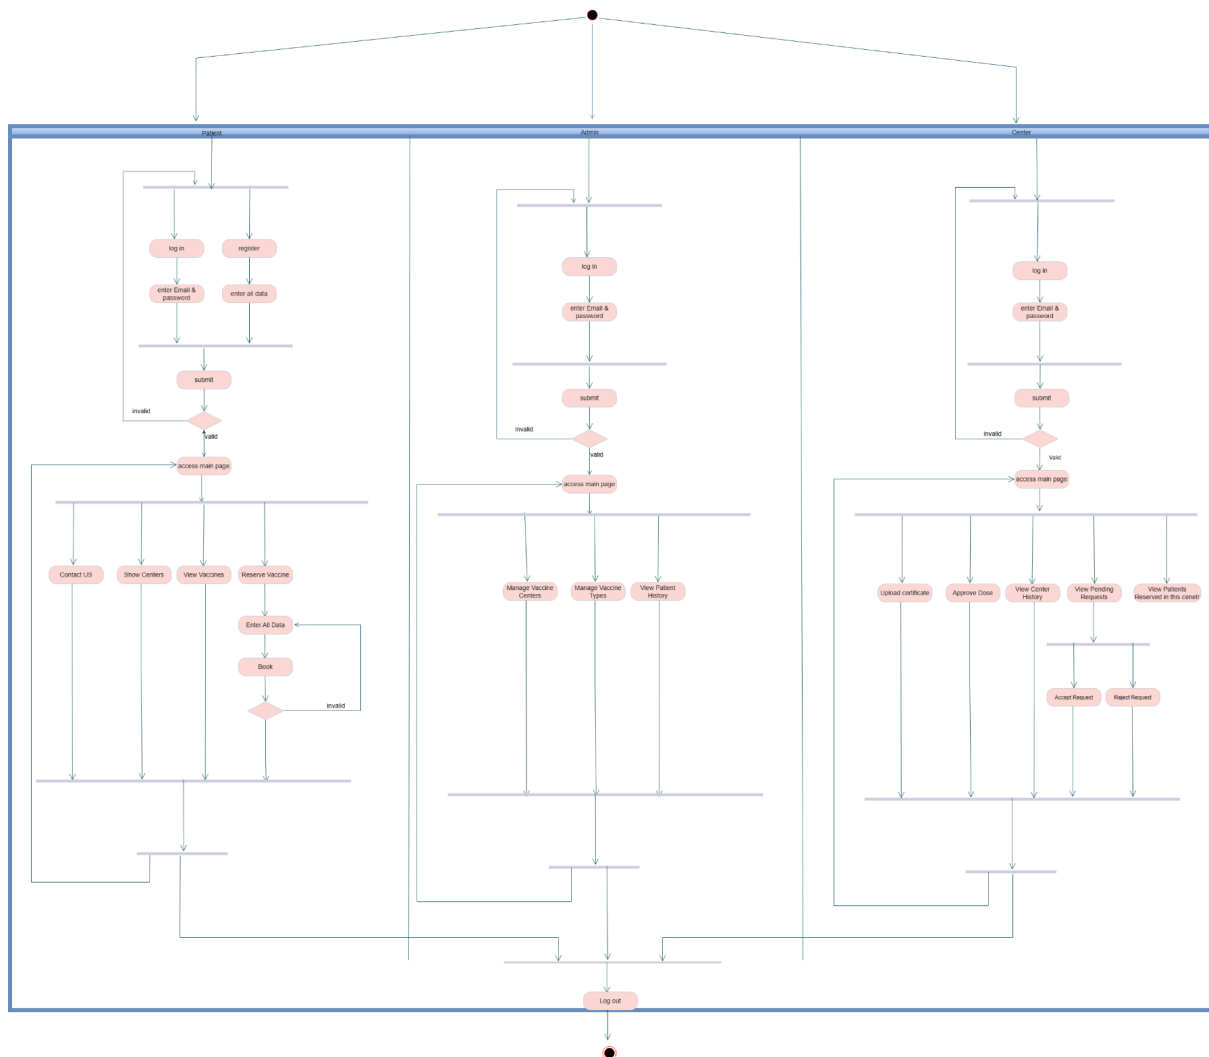 Patient
Admin
Center
log in
register
enter Email &
password
enter all data
submit
invalid
valid
access main page
Contact US
Show Centers
View Vaccines
Reserve Vaccine
Enter All Data
Book
invalid
log in
enter Email &
password
submit
invalid
valid
access main page
Manage Vaccine
Centers
Manage Vaccine
Types
View Patient
History
log in
enter Email &
password
submit
invalid
Valid
access main page
Upload certificate
Approve Dose
View Center
History
View Pending
Requests
View Patients
Reserved in this cenetr
Accept Request
Reject Request
Log out